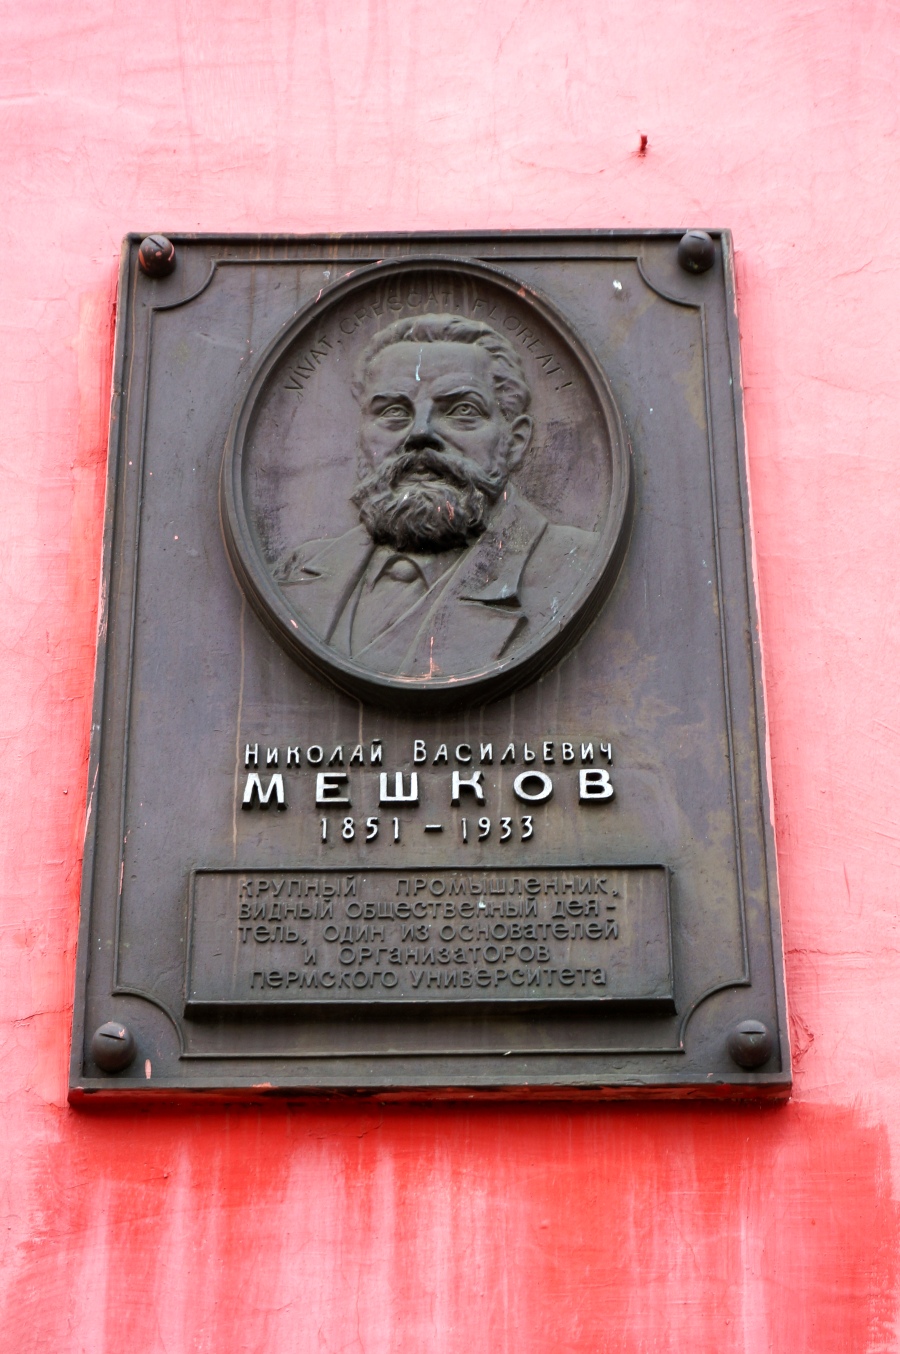 VIVAT, CRESCAT, FLOREAT!
Николай Васильевич
МЕШКОВ
1851 – 1933
КРУПНЫЙ ПРОМЫШЛЕННИК,
ВИДНЫЙ ОБЩЕСТВЕННЫЙ ДЕЯ-
ТЕЛЬ, ОДИН ИЗ ОСНОВАТЕЛЕЙ
И ОРГАНИЗАТОРОВ
ПЕРМСКОГО УНИВЕРСИТЕТА